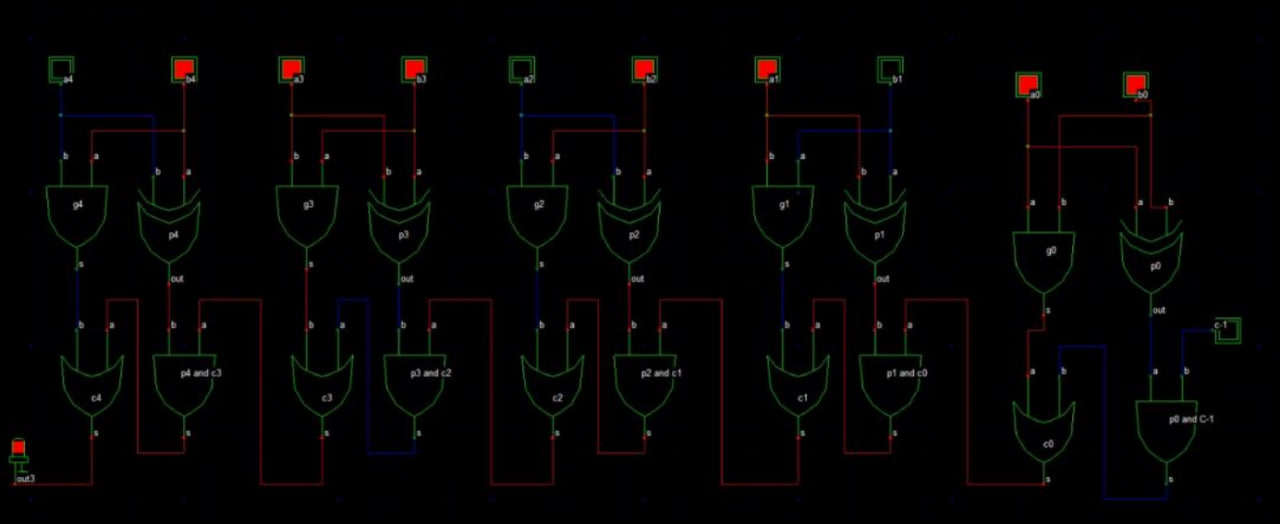 a4 b4 a3 b3 a2 b2 a1 b1
a0 b0
b a b a b a b a
b a b a b a b a
g4 g3 g2 g1
a b a b
p4 p3 p2 p1
g0 p0
s s s s
out out out out
s out
b a b a b a b a b a b a b a b a c-1
p4 and c3 p3 and c2 p2 and c1 p1 and c0
a b a b
c4 c3 c2 c1
p0 and C-1
s s s s s s s s
c0
out3 s s